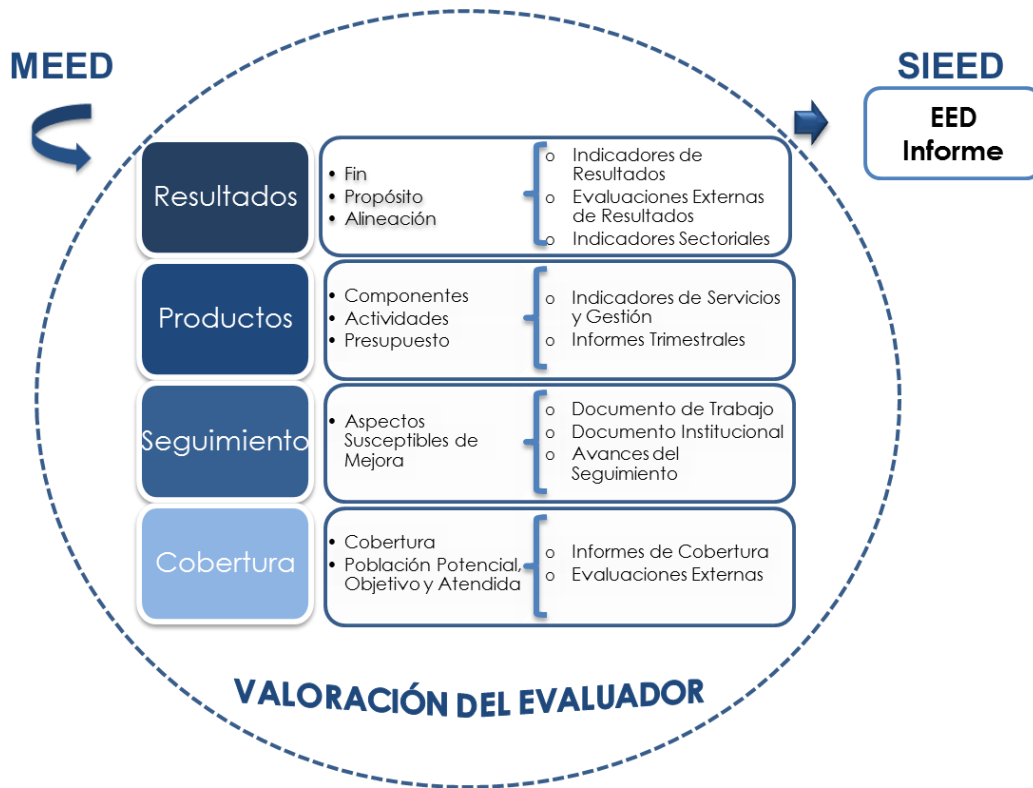 MEED
SIEED
EED
Informe
Resultados
• Fin
• Propósito
• Alineación
o Indicadores de
Resultados
o Evaluaciones Externas
de Resultados
o Indicadores Sectoriales
Productos
• Componentes
• Actividades
• Presupuesto
o Indicadores de Servicios
y Gestión
o Informes Trimestrales
Seguimiento
• Aspectos
Susceptibles de
Mejora
o Documento de Trabajo
o Documento Institucional
o Avances del
Seguimiento
Cobertura
• Cobertura
• Población Potencial,
Objetivo y Atendida
o Informes de Cobertura
o Evaluaciones Externas
VALORACIÓN DEL EVALUADOR